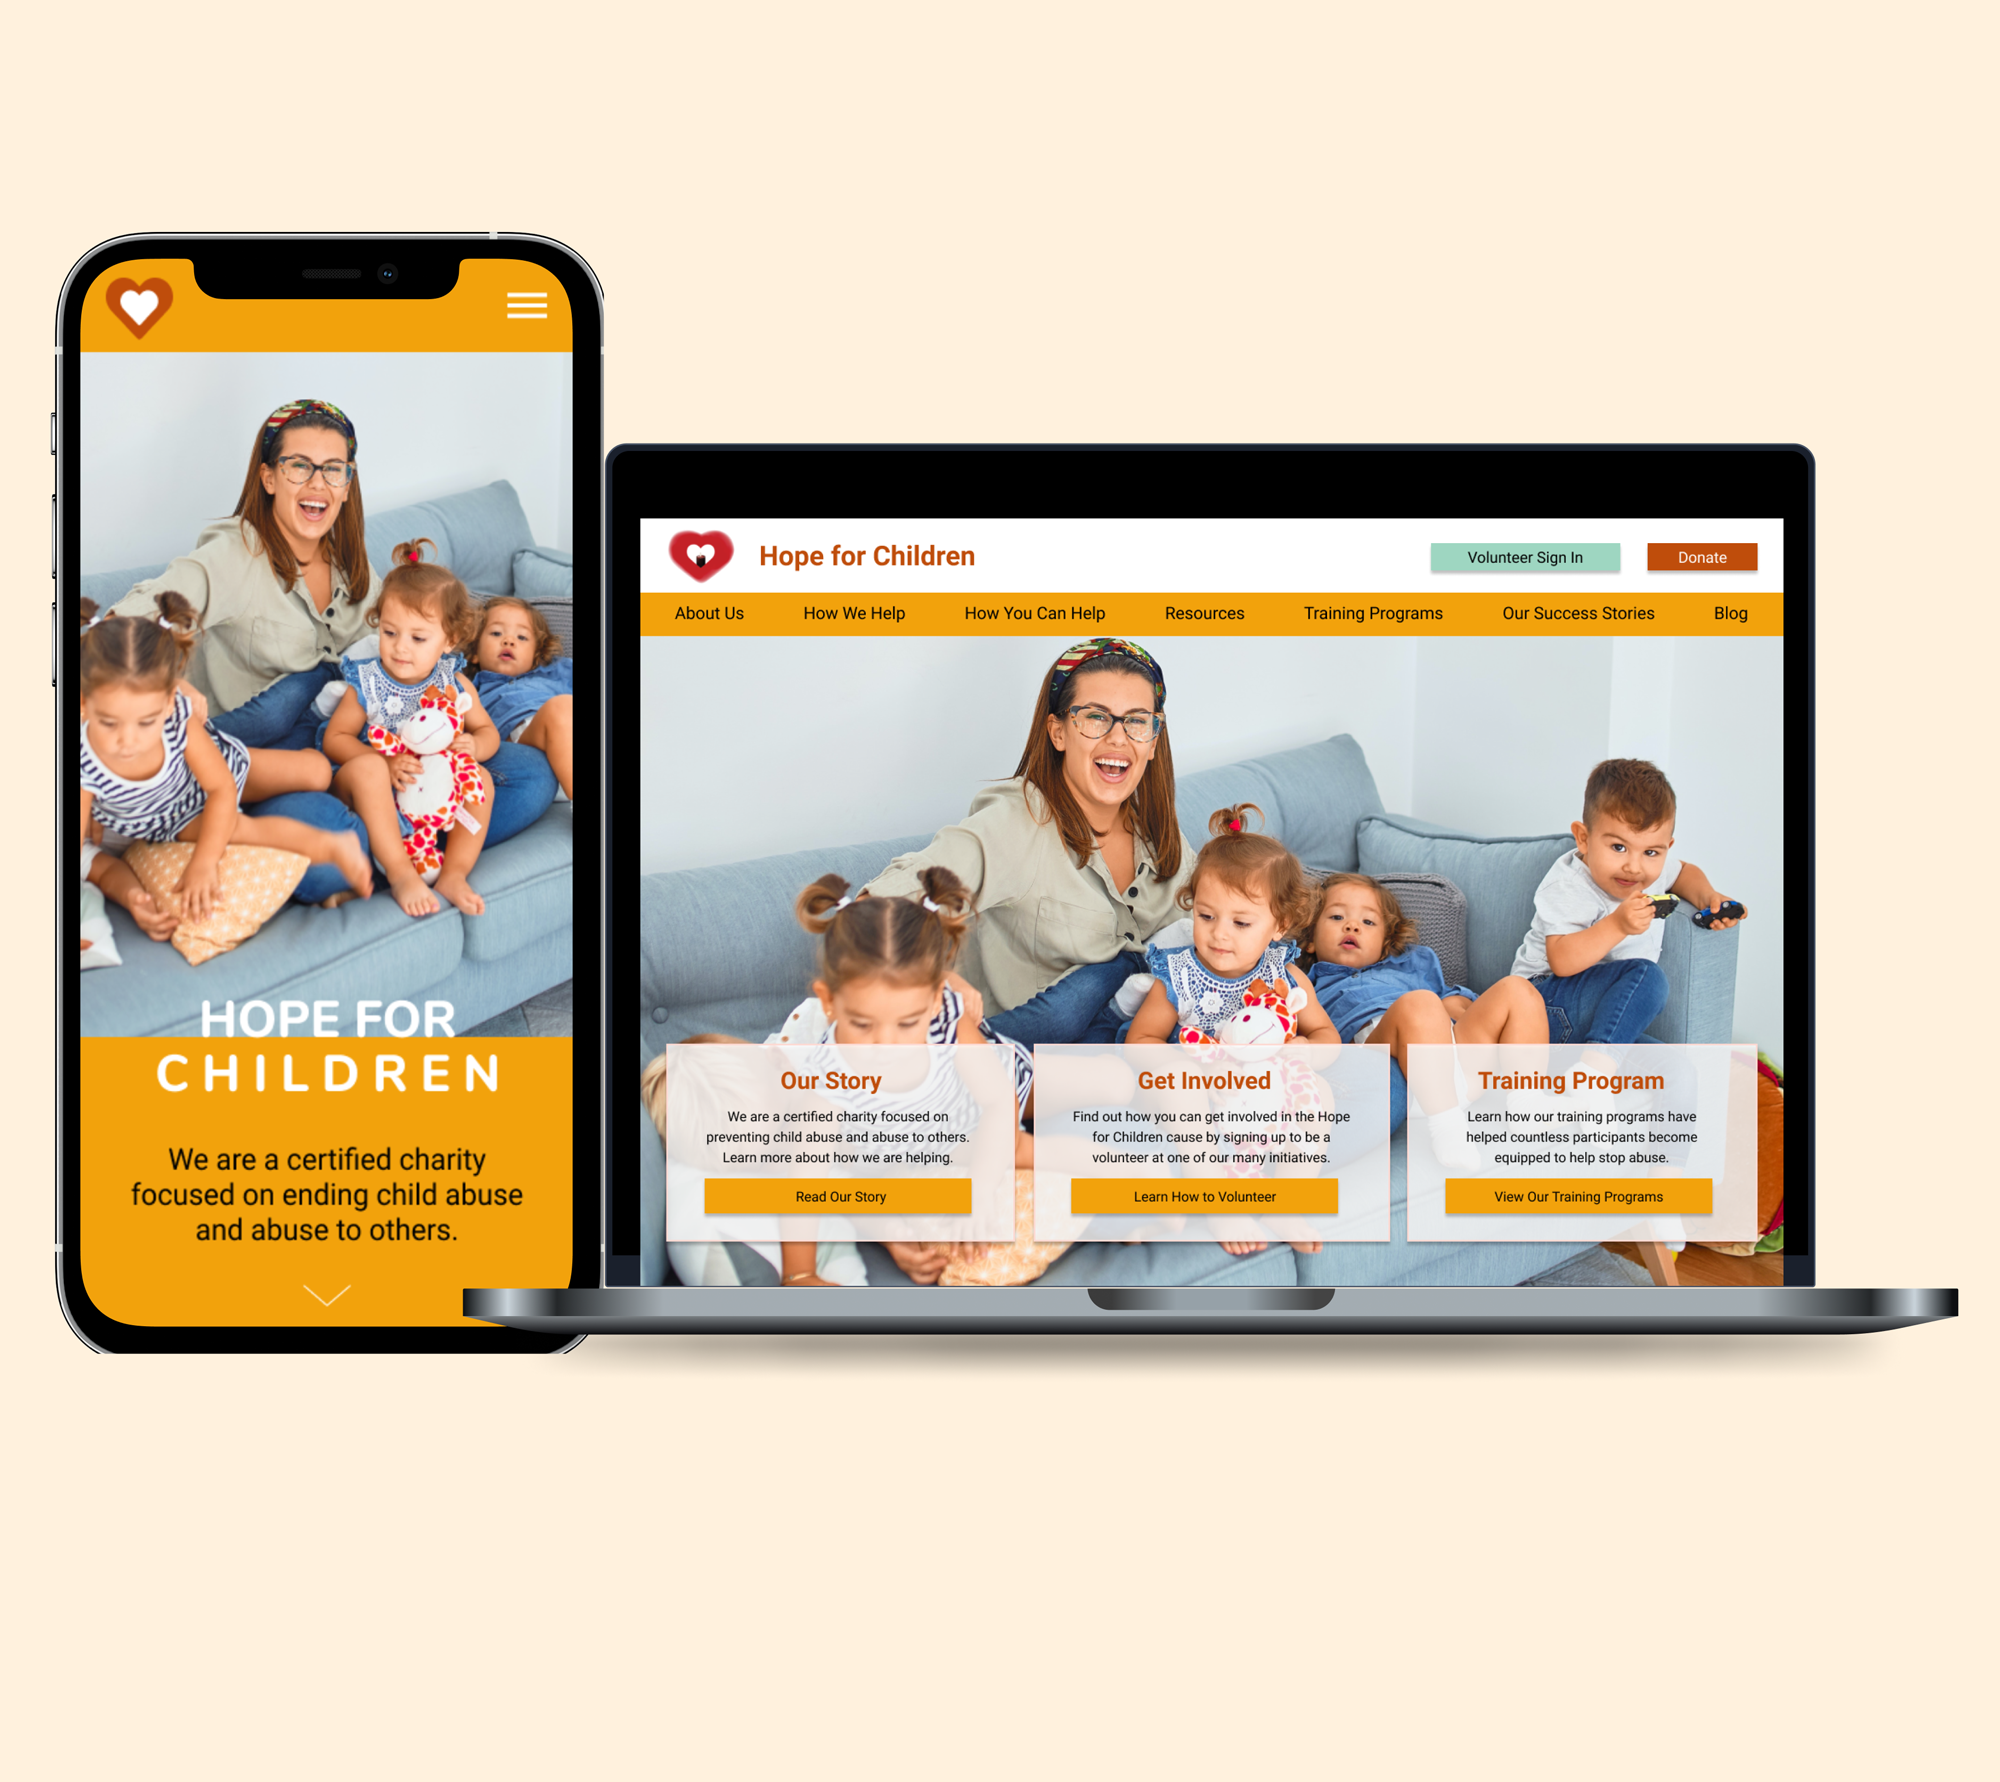 HOPE FOR
CHILDREN
We are a certified charity
focused on ending child abuse
and abuse to others.
Hope for Children
Volunteer Sign In
Donate
About Us
How We Help
How You Can Help
Resources
Training Programs
Our Success Stories
Blog
Our Story
We are a certified charity focused on
preventing child abuse and abuse to others.
Learn more about how we are helping.
Read Our Story
Get Involved
Find out how you can get involved in the Hope
for Children cause by signing up to be a
volunteer at one of our many initiatives.
Learn How to Volunteer
Training Program
Learn how our training programs have
helped countless participants become
equipped to help stop abuse.
View Our Training Programs